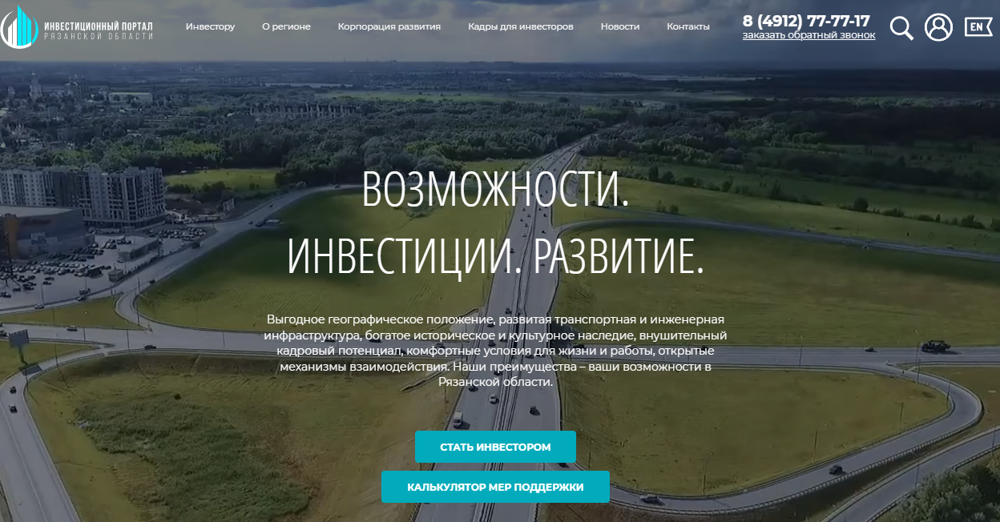 ИНВЕСТИЦИОННЫЙ ПОРТАЛ
РЯЗАНСКОЙ ОБЛАСТИ
Инвестору
О регионе
Корпорация развития
Кадры для инвесторов
Новости
Контакты
8 (4912) 77-77-17
заказать обратный звонок
EN
ВОЗМОЖНОСТИ.
ИНВЕСТИЦИИ. РАЗВИТИЕ.
Выгодное географическое положение, развитая транспортная и инженерная
инфраструктура, богатое историческое и культурное наследие, внушительный
кадровый потенциал, комфортные условия для жизни и работы, открытые
механизмы взаимодействия. Наши преимущества – ваши возможности в
Рязанской области.
СТАТЬ ИНВЕСТОРОМ
КАЛЬКУЛЯТОР МЕР ПОДДЕРЖКИ